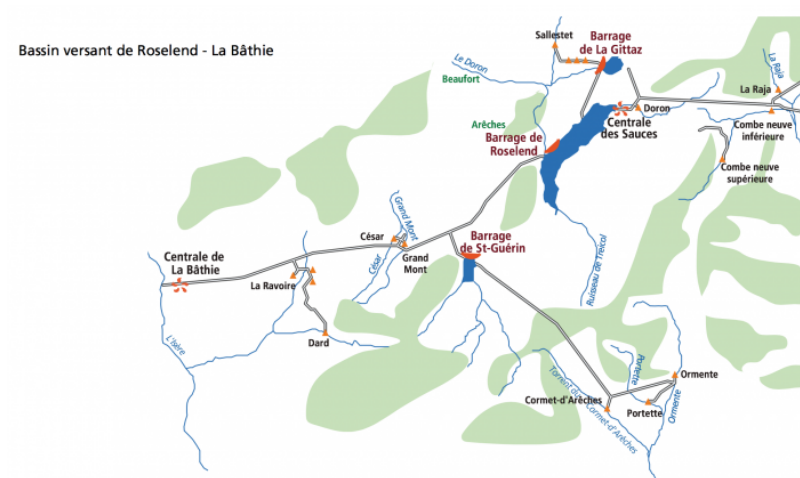 Bassin versant de Roselend - La Bâthie
Sallestet
Barrage
de La Gittaz
Le Doron
Beaufort
La Raja
La Raja
Doron
Centrale
des Sauces
Combe neuve
inférieure
Arêches
Barrage de
Roselend
Combe neuve
supérieure
Grand Mont
César
César
Grand
Mont
Barrage
de St-Guérin
Ruisseau de Treicol
Centrale de
La Bâthie
La Ravoire
L'Isère
Dard
Portette
Ormente
Ormente
Torrent du Cormet-d'Arêches
Cormet-d'Arêches
Portette